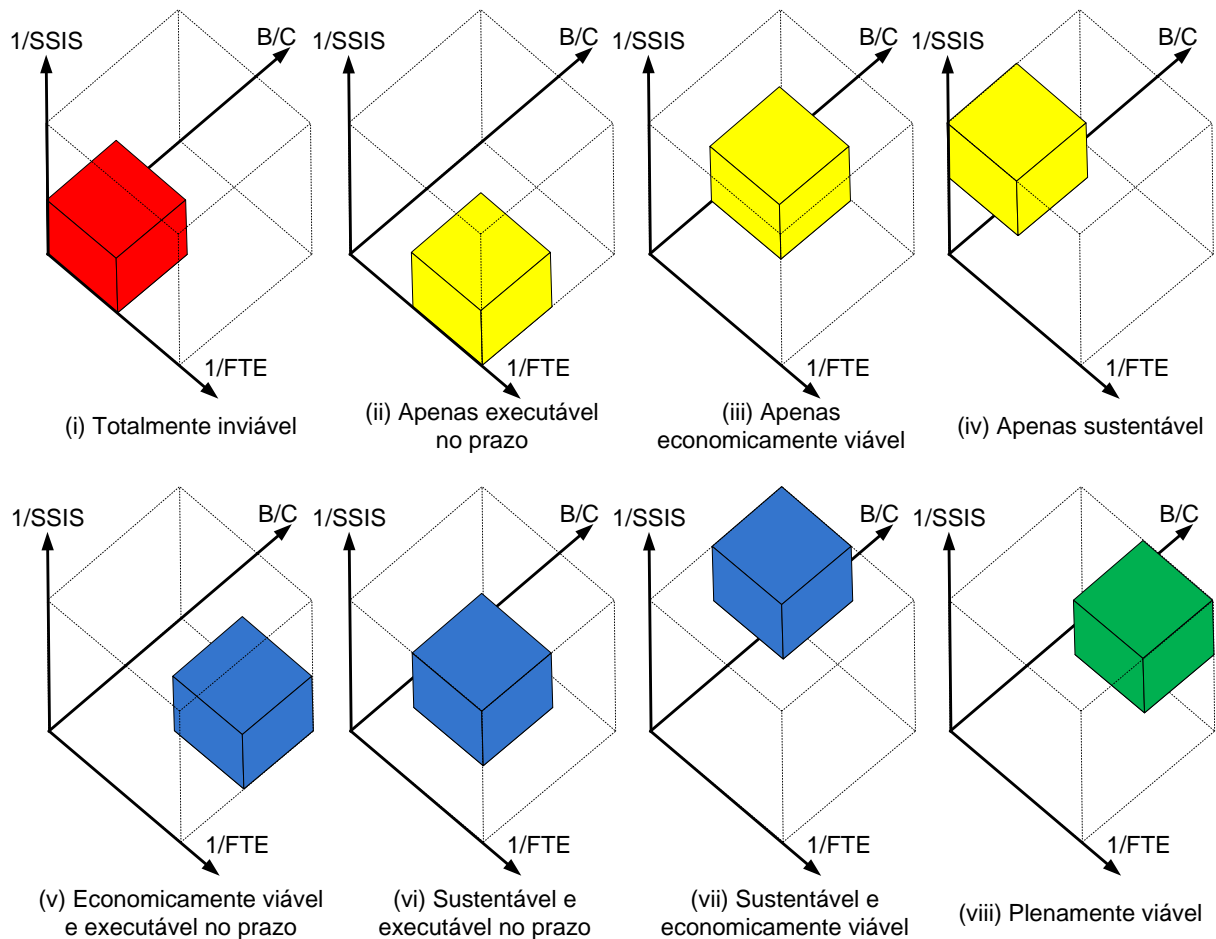 1/SSIS
B/C
1/FTE
(i) Totalmente inviável
1/SSIS
B/C
1/FTE
(ii) Apenas executável
no prazo
1/SSIS
B/C
1/FTE
(iii) Apenas
economicamente viável
1/SSIS
B/C
1/FTE
(iv) Apenas sustentável
1/SSIS
B/C
1/FTE
(v) Economicamente viável
e executável no prazo
1/SSIS
B/C
1/FTE
(vi) Sustentável e
executável no prazo
1/SSIS
B/C
1/FTE
(vii) Sustentável e
economicamente viável
1/SSIS
B/C
1/FTE
(viii) Plenamente viável